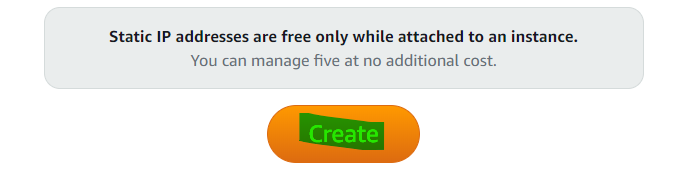 Static IP addresses are free only while attached to an instance.
You can manage five at no additional cost.
Create